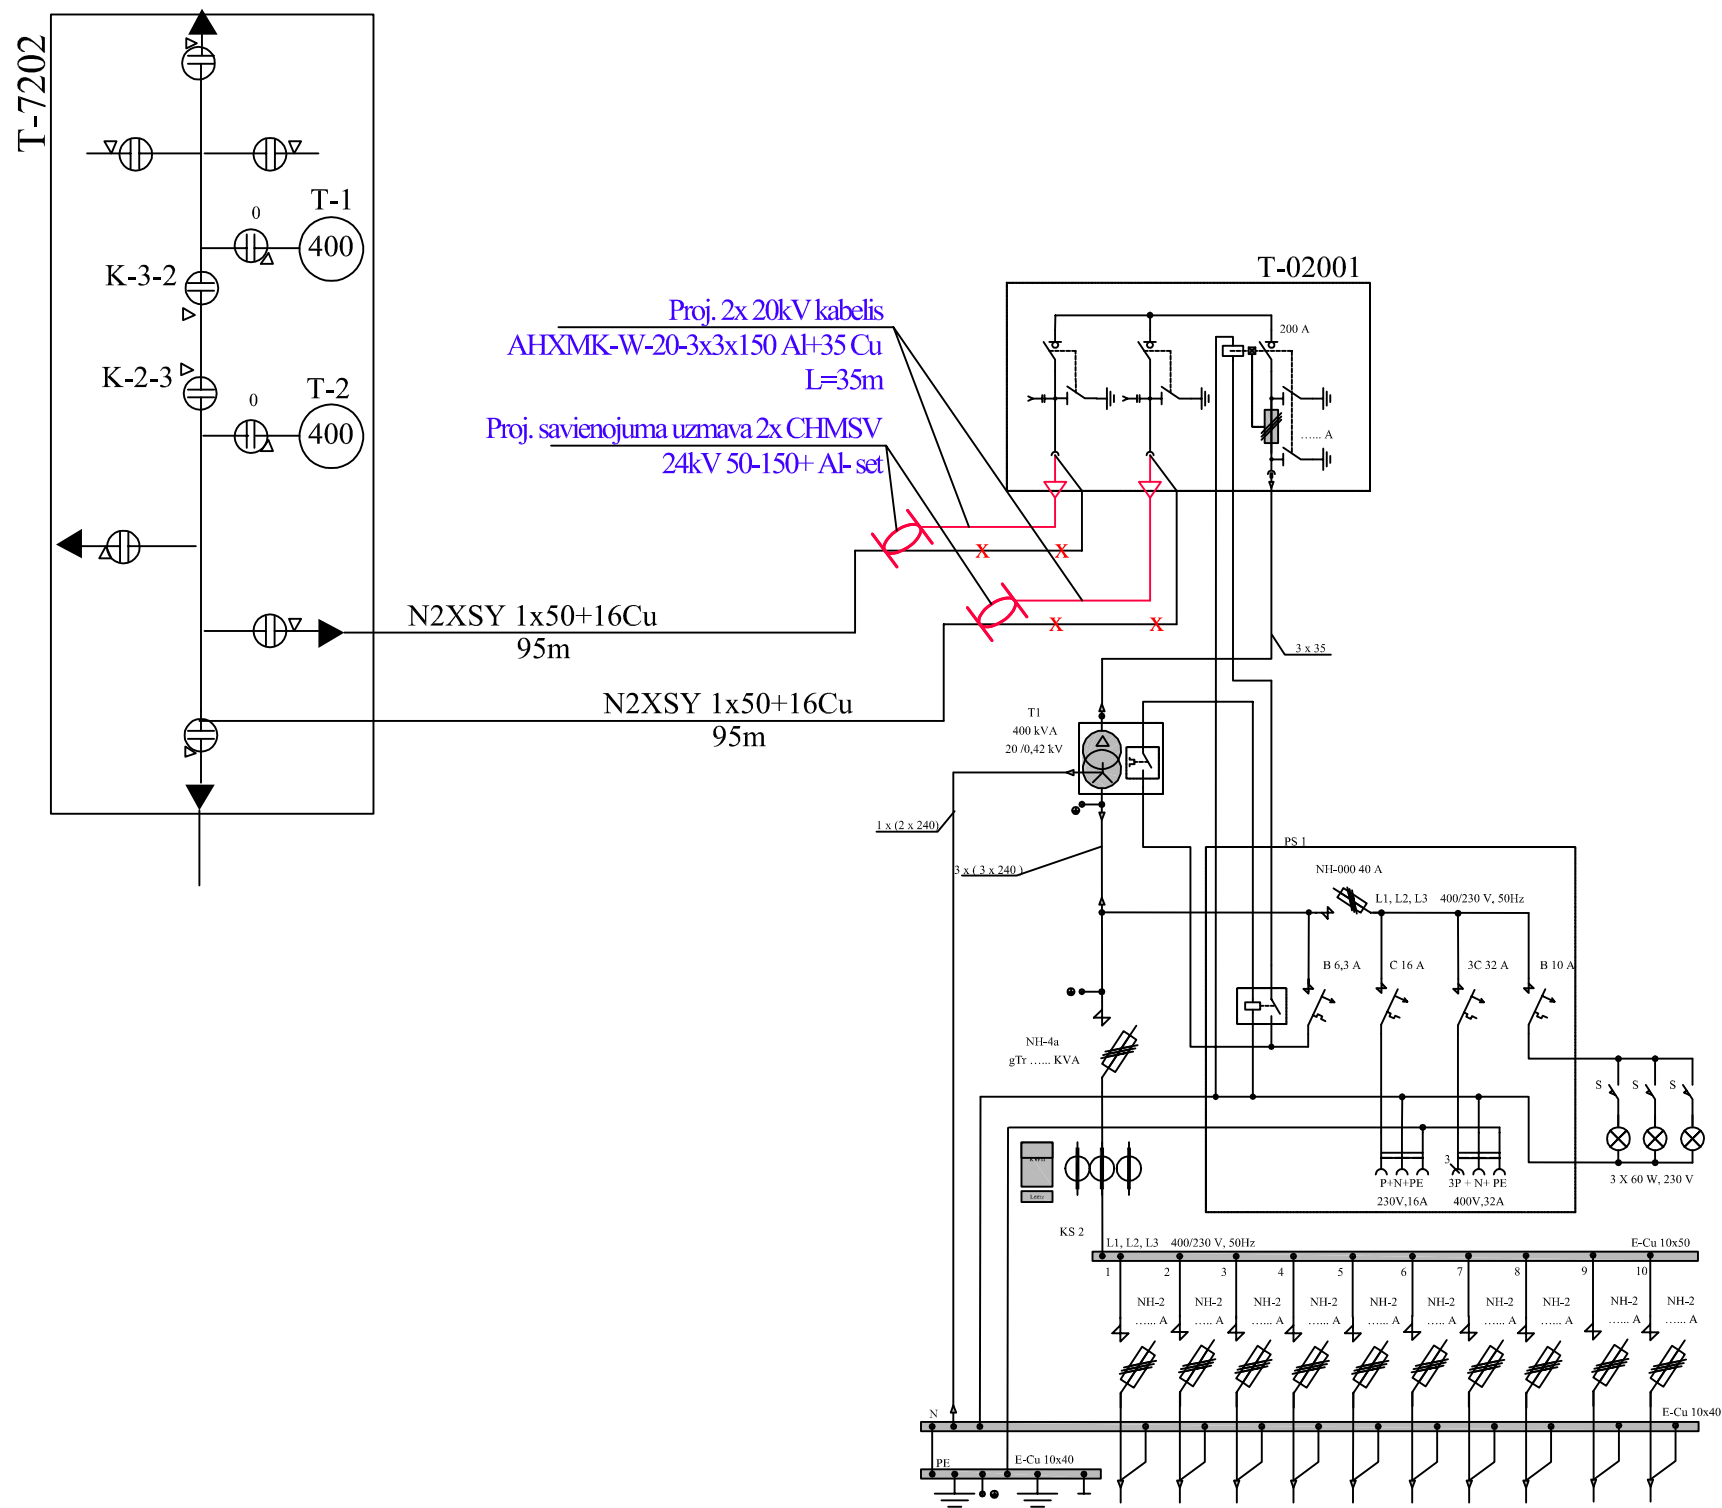 T-7202
0
T-1
400
K-3-2
K-2-3
0
T-2
400
Proj. 2x 20kV kabelis
AHXMK-W-20-3x3x150 Al+35 Cu
L=35m
Proj. savienojuma uzmava 2x CHMSV
24kV 50-150+ Al- set
T-02001
200 A
...... A
X X
X X
N2XSY 1x50+16Cu
95m
N2XSY 1x50+16Cu
95m
3 x 35
T1
400 kVA
20 /0,42 kV
1 x (2 x 240)
3 x ( 3 x 240 )
PS 1
NH-000 40 A
L1, L2, L3 400/230 V, 50Hz
B 6,3 A C 16 A 3C 32 A B 10 A
NH-4a
gTr ...... KVA
S S S
3
P+N+PE 3P + N+ PE
230V,16A 400V,32A
3 X 60 W, 230 V
KS 2
L1, L2, L3 400/230 V, 50Hz E-Cu 10x50
1 2 3 4 5 6 7 8 9 10
NH-2 NH-2 NH-2 NH-2 NH-2 NH-2 NH-2 NH-2 NH-2 NH-2
...... A ...... A ...... A ...... A ...... A ...... A ...... A ...... A ...... A ...... A
N E-Cu 10x40
PE E-Cu 10x40